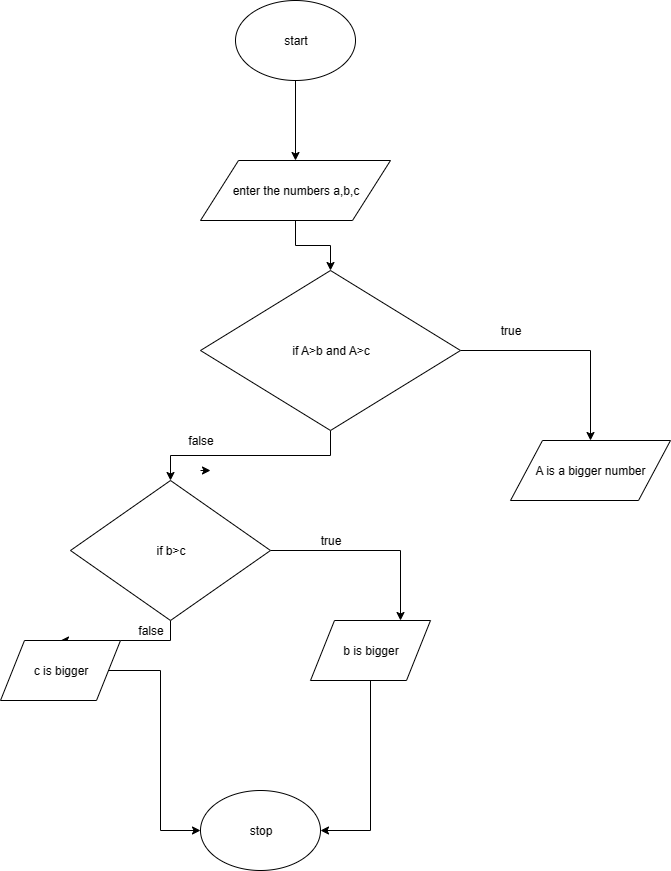 start
enter the numbers a,b,c
if A>b and A>c
true
false
A is a bigger number
if b>c
true
false
c is bigger
b is bigger
stop